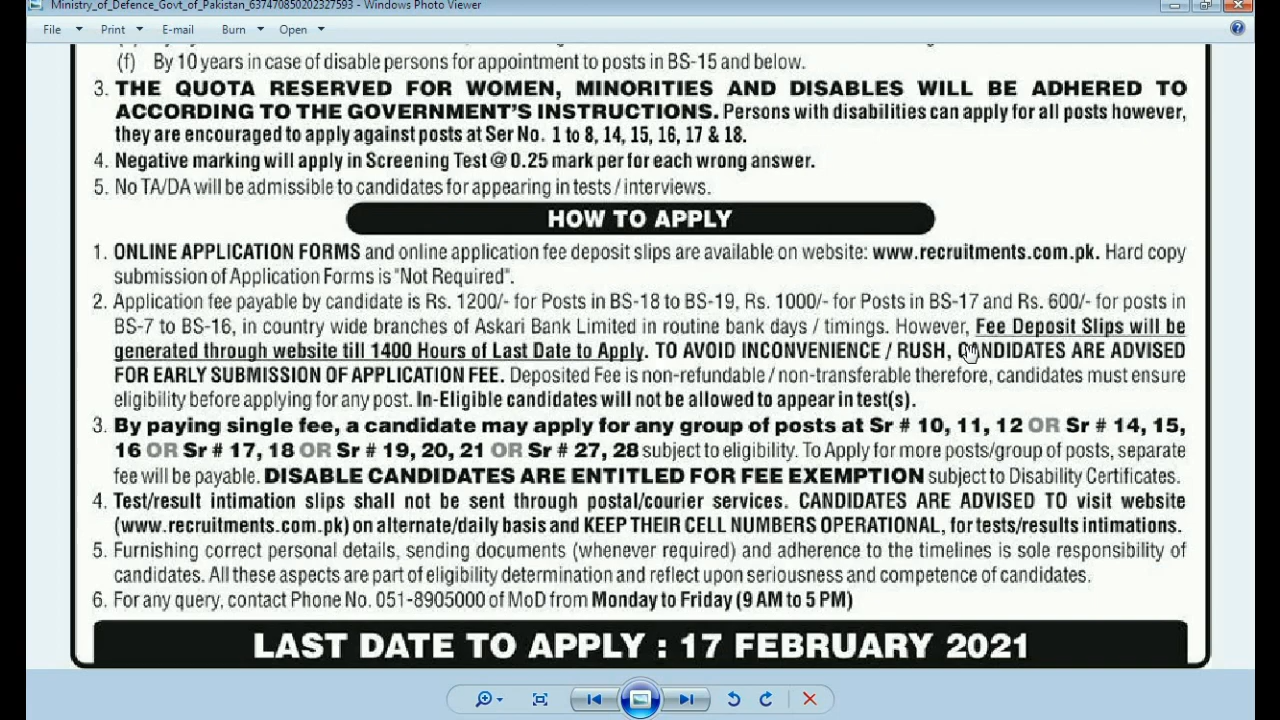 Ministry_of_Defence_Govt_of_Pakistan_637470850202327593 - Windows Photo Viewer
File Print E-mail Burn Open
(f) By 10 years in case of disable persons for appointment to posts in BS-15 and below.
3. THE QUOTA RESERVED FOR WOMEN, MINORITIES AND DISABLES WILL BE ADHERED TO
ACCORDING TO THE GOVERNMENT'S INSTRUCTIONS. Persons with disabilities can apply for all posts however,
they are encouraged to apply against posts at Ser No. 1 to 8, 14, 15, 16, 17 & 18.
4. Negative marking will apply in Screening Test @ 0.25 mark per for each wrong answer.
5. No TA/DA will be admissible to candidates for appearing in tests / interviews.
HOW TO APPLY
1. ONLINE APPLICATION FORMS and online application fee deposit slips are available on website: www.recruitments.com.pk. Hard copy
submission of Application Forms is "Not Required".
2. Application fee payable by candidate is Rs. 1200/- for Posts in BS-18 to BS-19, Rs. 1000/- for Posts in BS-17 and Rs. 600/- for posts in
BS-7 to BS-16, in country wide branches of Askari Bank Limited in routine bank days / timings. However, Fee Deposit Slips will be
generated through website till 1400 Hours of Last Date to Apply. TO AVOID INCONVENIENCE / RUSH, CANDIDATES ARE ADVISED
FOR EARLY SUBMISSION OF APPLICATION FEE. Deposited Fee is non-refundable / non-transferable therefore, candidates must ensure
eligibility before applying for any post. In-Eligible candidates will not be allowed to appear in test(s).
3. By paying single fee, a candidate may apply for any group of posts at Sr # 10, 11, 12 OR Sr # 14, 15,
16 OR Sr # 17, 18 OR Sr # 19, 20, 21 OR Sr # 27, 28 subject to eligibility. To Apply for more posts/group of posts, separate
fee will be payable. DISABLE CANDIDATES ARE ENTITLED FOR FEE EXEMPTION subject to Disability Certificates.
4. Test/result intimation slips shall not be sent through postal/courier services. CANDIDATES ARE ADVISED TO visit website
(www.recruitments.com.pk) on alternate/daily basis and KEEP THEIR CELL NUMBERS OPERATIONAL, for tests/results intimations.
5. Furnishing correct personal details, sending documents (whenever required) and adherence to the timelines is sole responsibility of
candidates. All these aspects are part of eligibility determination and reflect upon seriousness and competence of candidates.
6. For any query, contact Phone No. 051-8905000 of MoD from Monday to Friday (9 AM to 5 PM)
LAST DATE TO APPLY : 17 FEBRUARY 2021